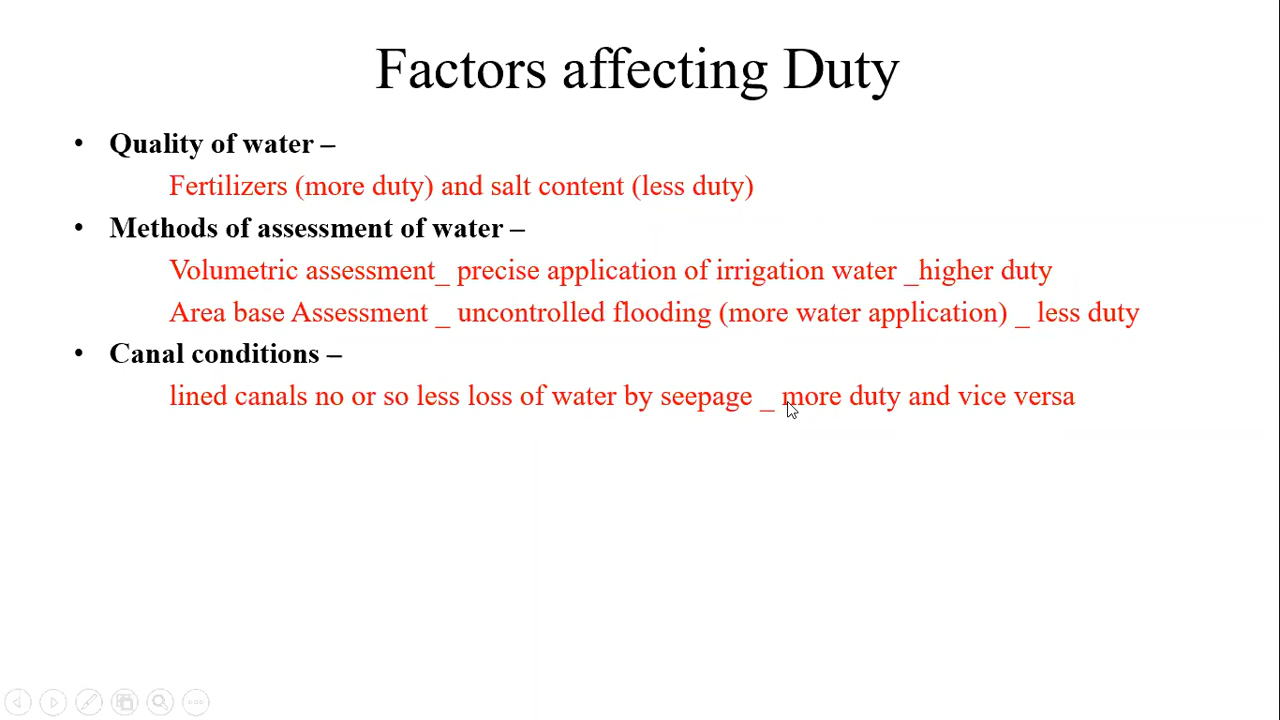 Factors affecting Duty
• Quality of water –
Fertilizers (more duty) and salt content (less duty)
• Methods of assessment of water –
Volumetric assessment_ precise application of irrigation water _higher duty
Area base Assessment _ uncontrolled flooding (more water application) _ less duty
• Canal conditions –
lined canals no or so less loss of water by seepage _ more duty and vice versa